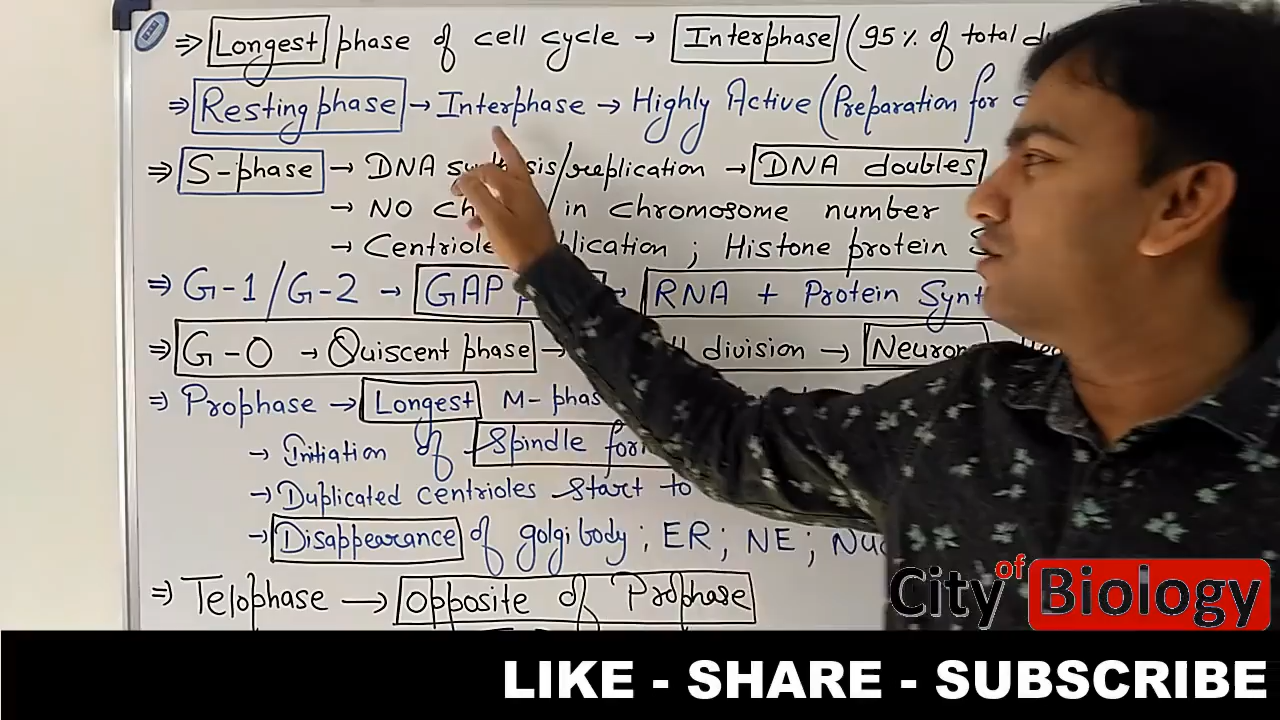 ⇒ Longest phase of cell cycle → Interphase (95% of total
⇒ Resting phase → Interphase → Highly Active (Preparation for
⇒ S-phase → DNA synthesis/replication → DNA doubles
→ NO in chromosome number
→ Centriole ; Histone protein
⇒ G-1/G-2 → GAP → RNA + Protein
⇒ G-0 → Quiscent phase → division → Neuron
⇒ Prophase → Longest M-phas
→ Initiation of Spindle
→ Duplicated centrioles start to
→ Disappearance of golgi body ; ER ; NE ;
⇒ Telophase → Opposite of Prophase
City of Biology
LIKE - SHARE - SUBSCRIBE